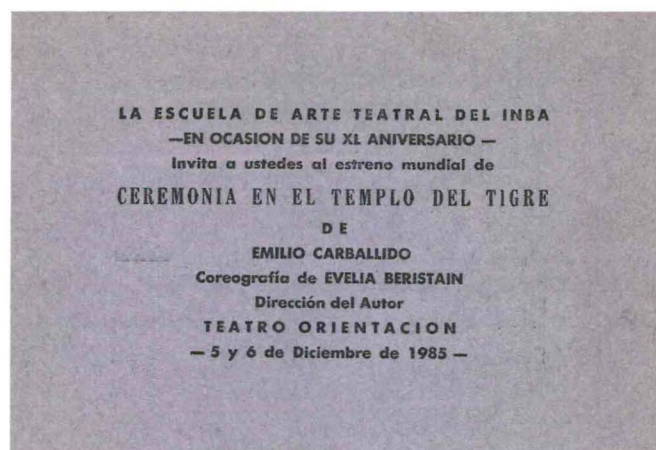 LA ESCUELA DE ARTE TEATRAL DEL INBA
—EN OCASION DE SU XL ANIVERSARIO —
Invita a ustedes al estreno mundial de
CEREMONIA EN EL TEMPLO DEL TIGRE
DE
EMILIO CARBALLIDO
Coreografía de EVELIA BERISTAIN
Dirección del Autor
TEATRO ORIENTACION
— 5 y 6 de Diciembre de 1985 —